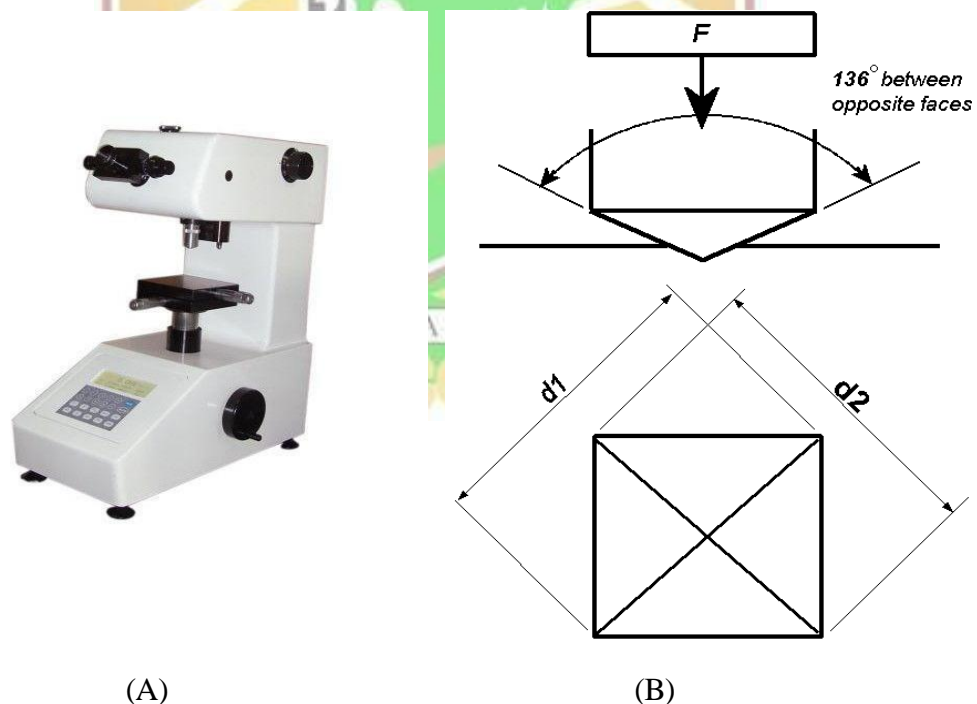 F
136° between
opposite faces
d1
d2
(A)
(B)